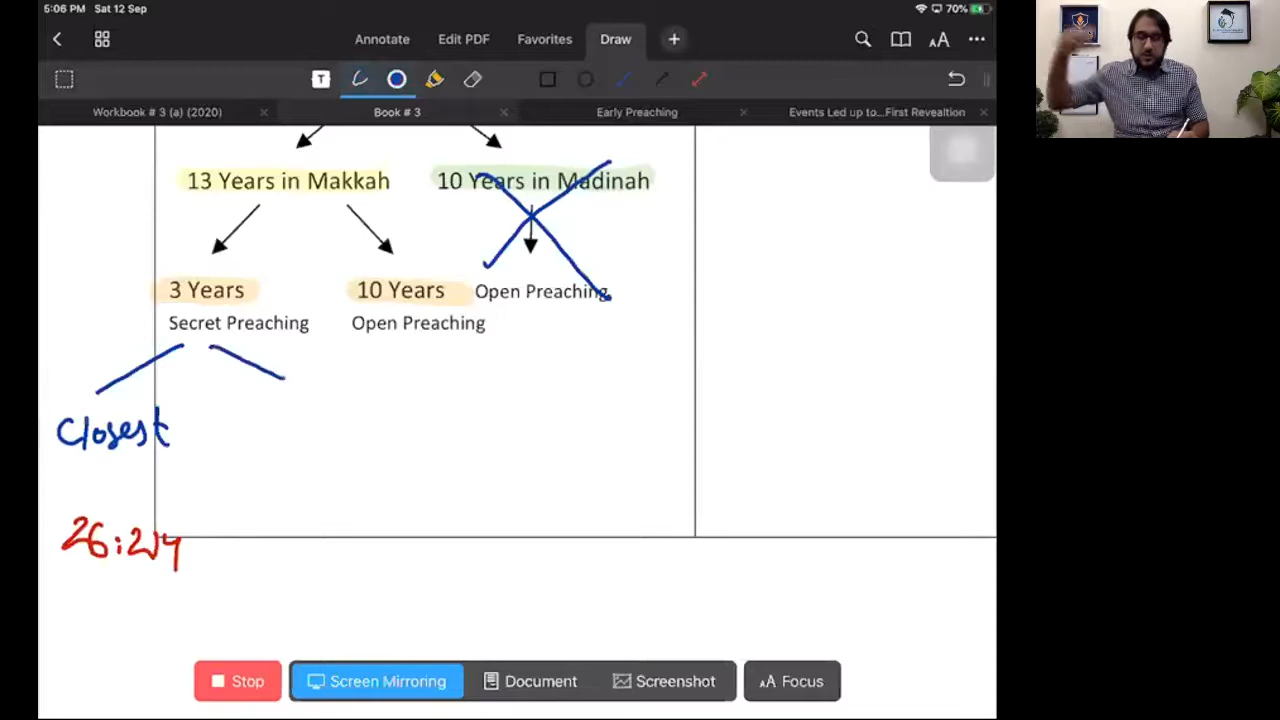 5:06 PM Sat 12 Sep
70%
Annotate Edit PDF Favorites Draw
Workbook # 3 (a) (2020) Book # 3 Early Preaching Events Led up to...First Revealtion
13 Years in Makkah 10 Years in Madinah
3 Years 10 Years Open Preaching
Secret Preaching Open Preaching
Closest
26:214
Stop Screen Mirroring Document Screenshot AA Focus